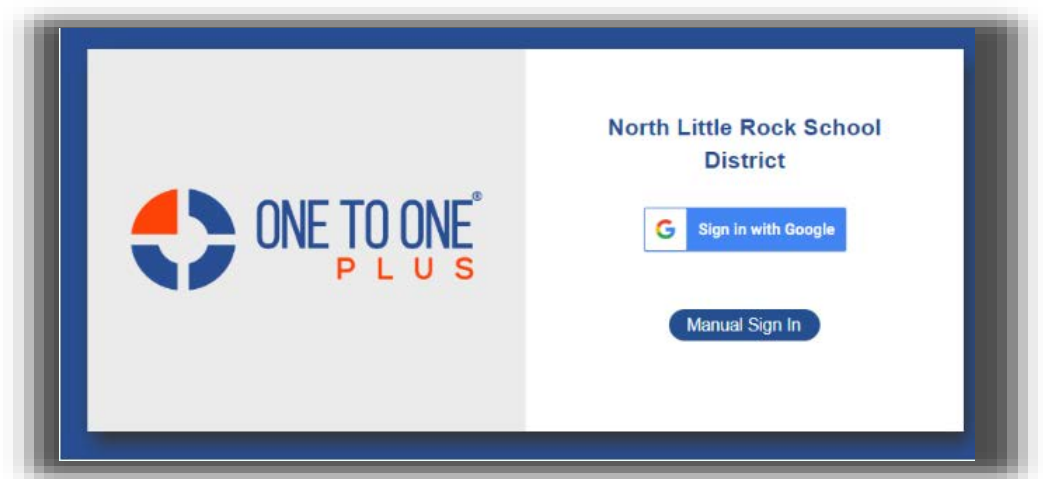 ONE TO ONE®
PLUS
North Little Rock School
District
G
Sign in with Google
Manual Sign In